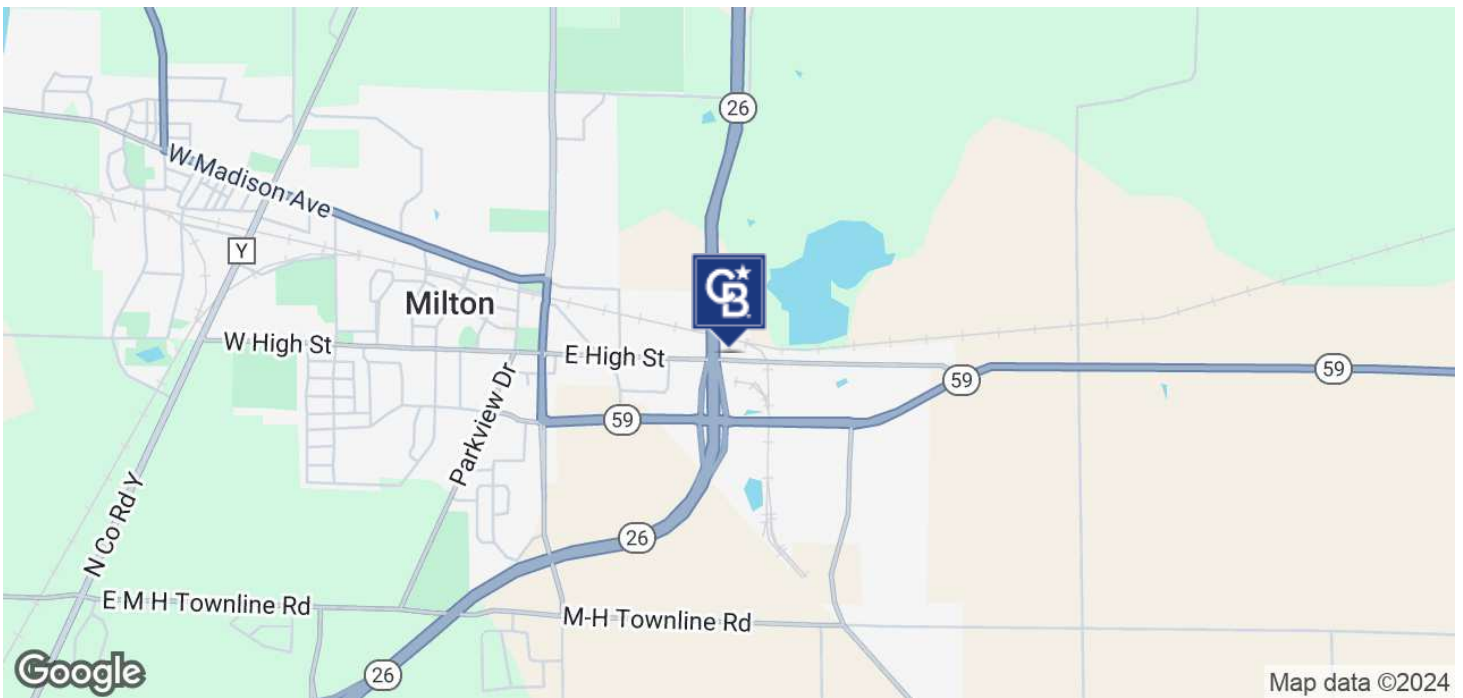 26
W Madison Ave
Y
Milton
CB
W High St
E High St
59
59
59
Parkview Dr
N Co Rd Y
26
E M H Townline Rd
M-H Townline Rd
26
Google
Map data ©2024